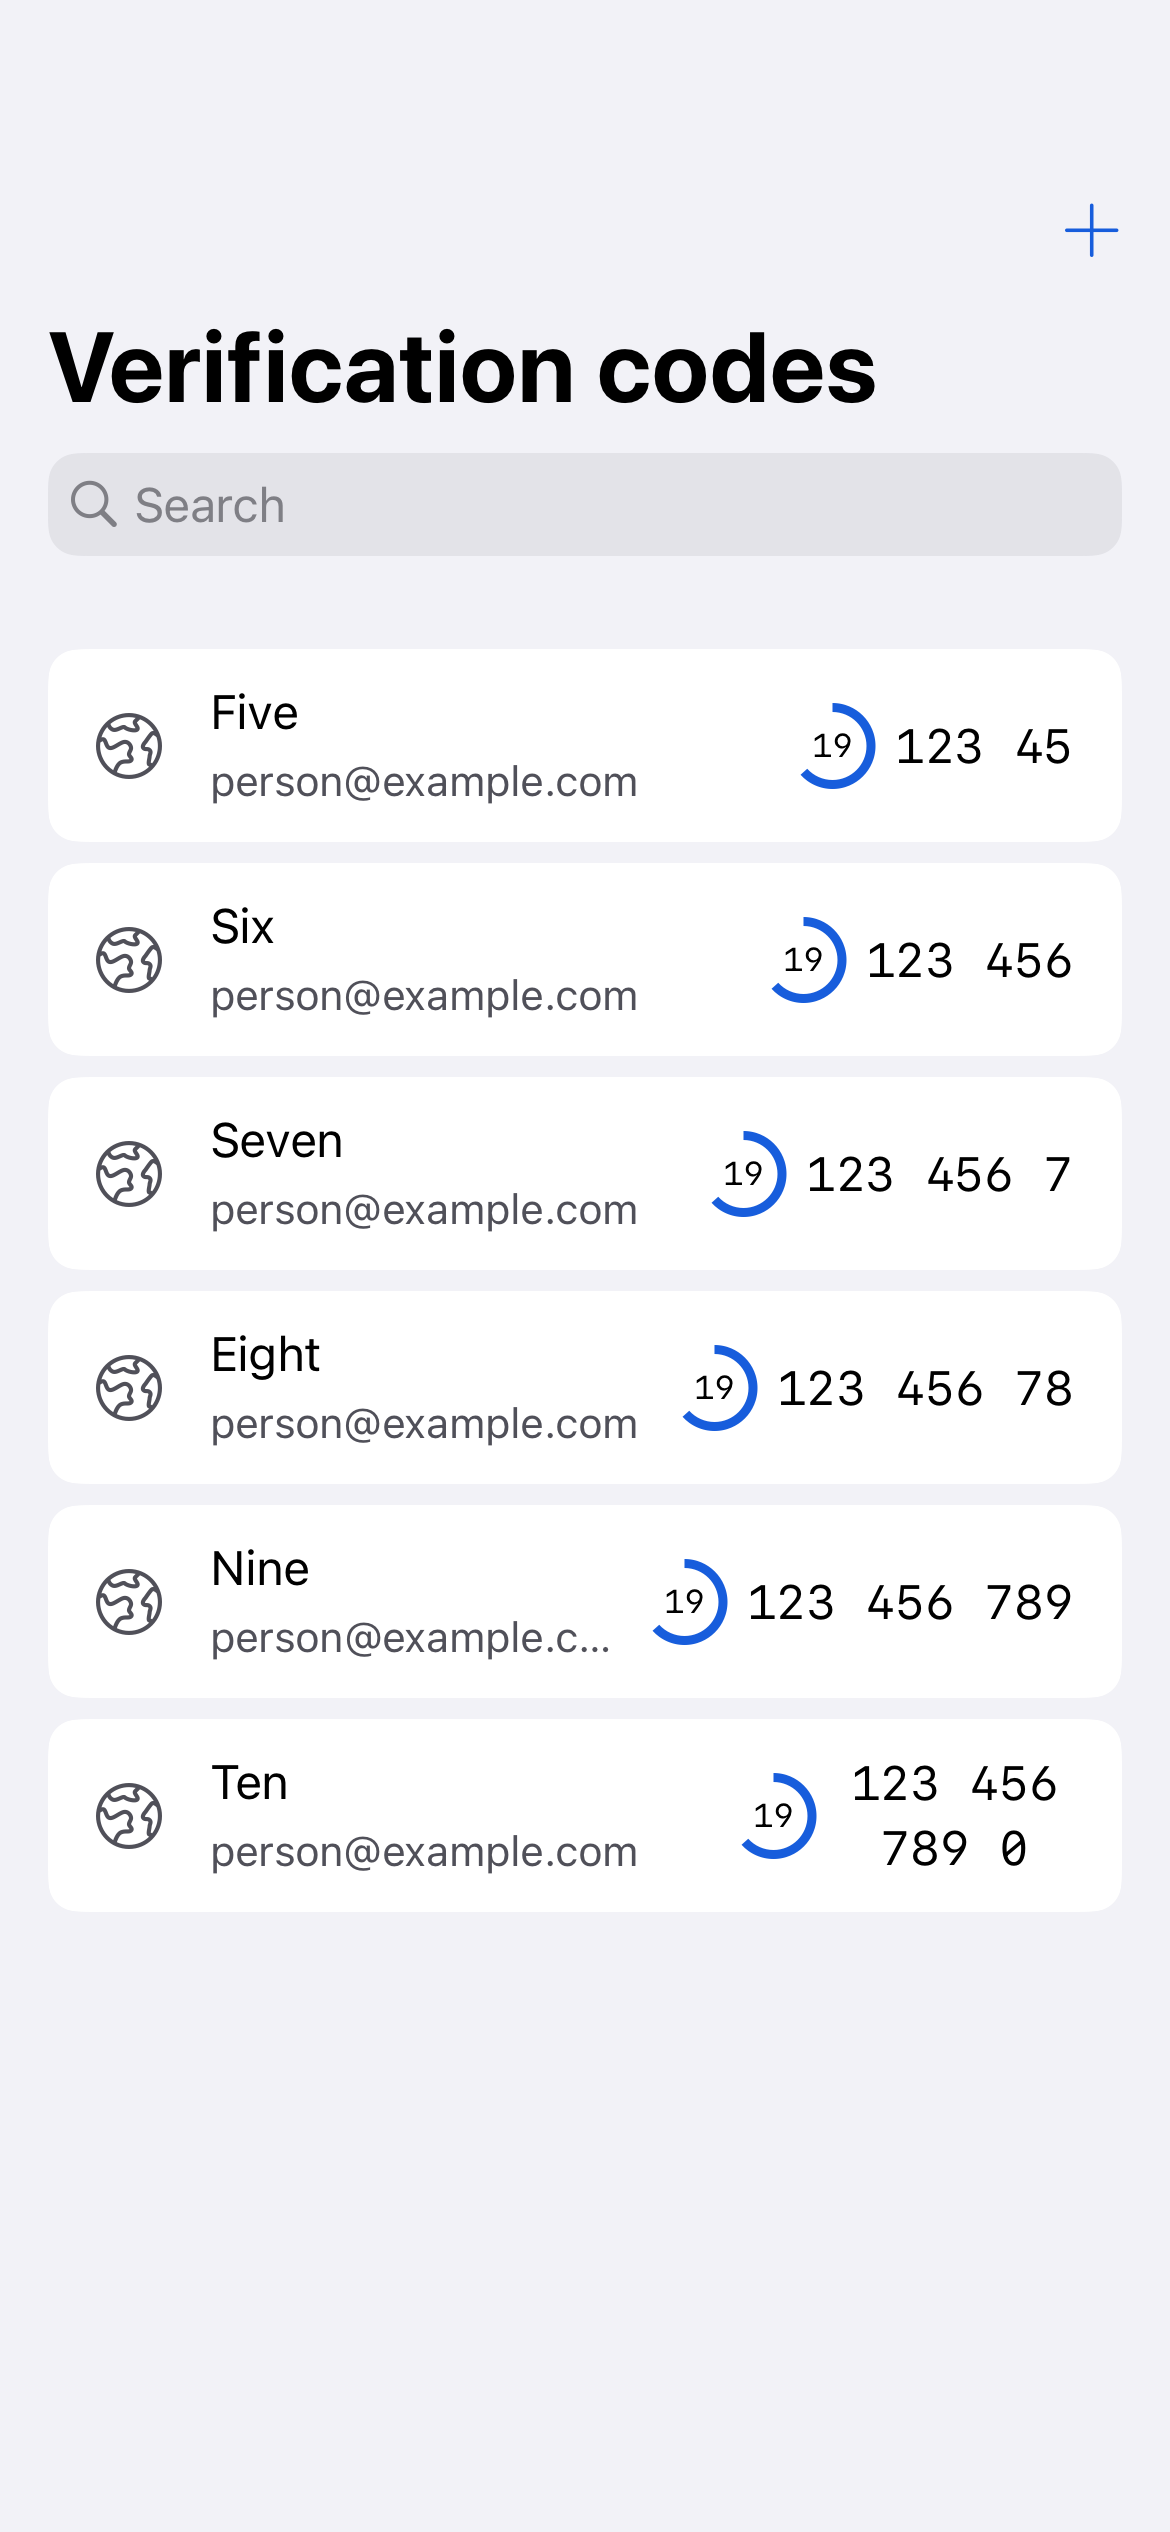 Verification codes
Search
Five
person@example.com
19 123 45
Six
person@example.com
19 123 456
Seven
person@example.com
19 123 456 7
Eight
person@example.com
19 123 456 78
Nine
person@example.c...
19 123 456 789
Ten
person@example.com
19 123 456
789 0